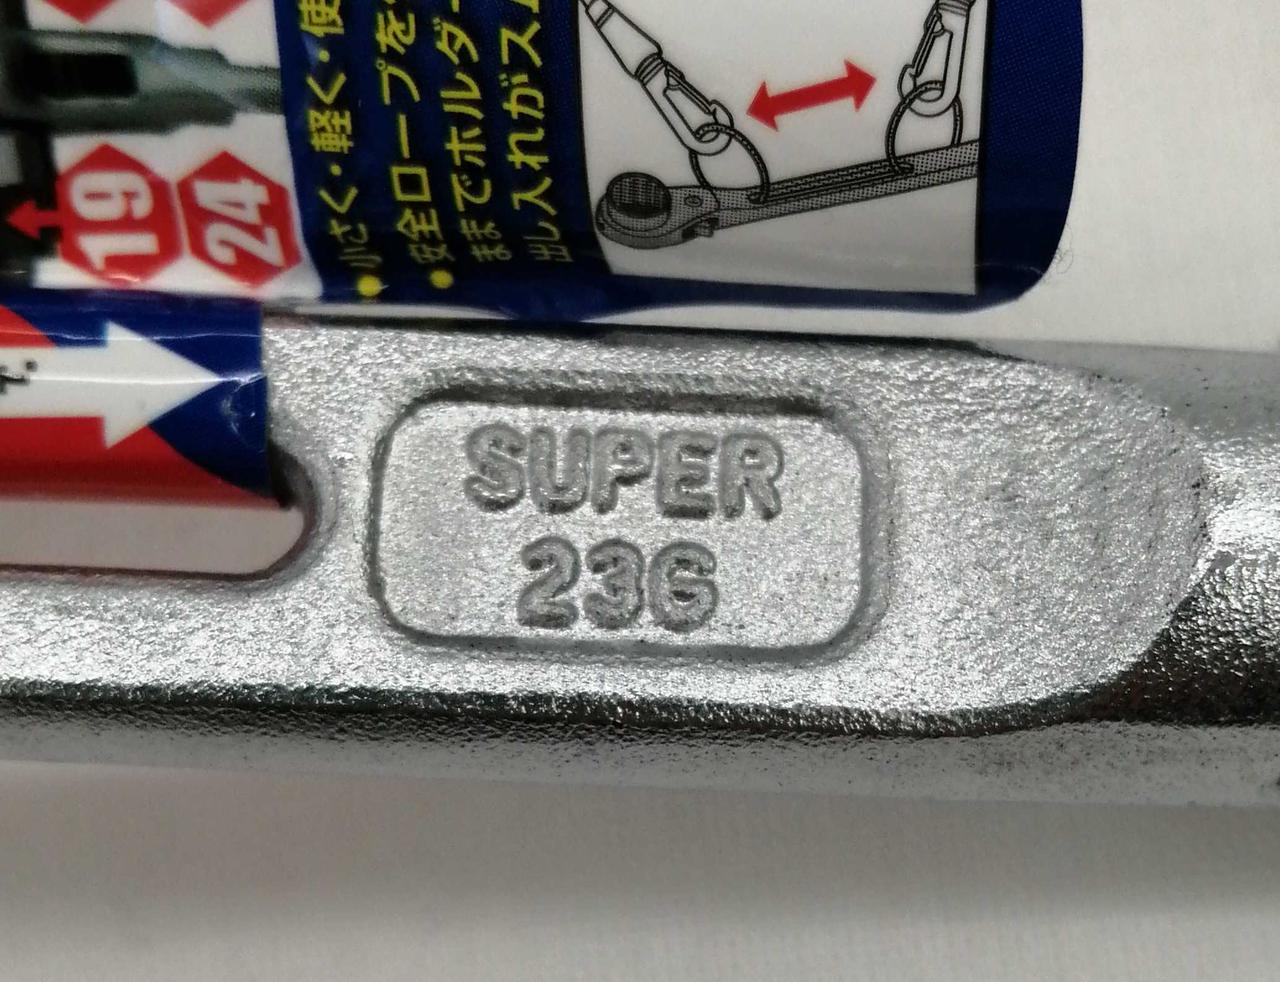 小さく・軽く・使
安全ロープを
ままでホルダー
出し入れがス
19
24
SUPER
23G